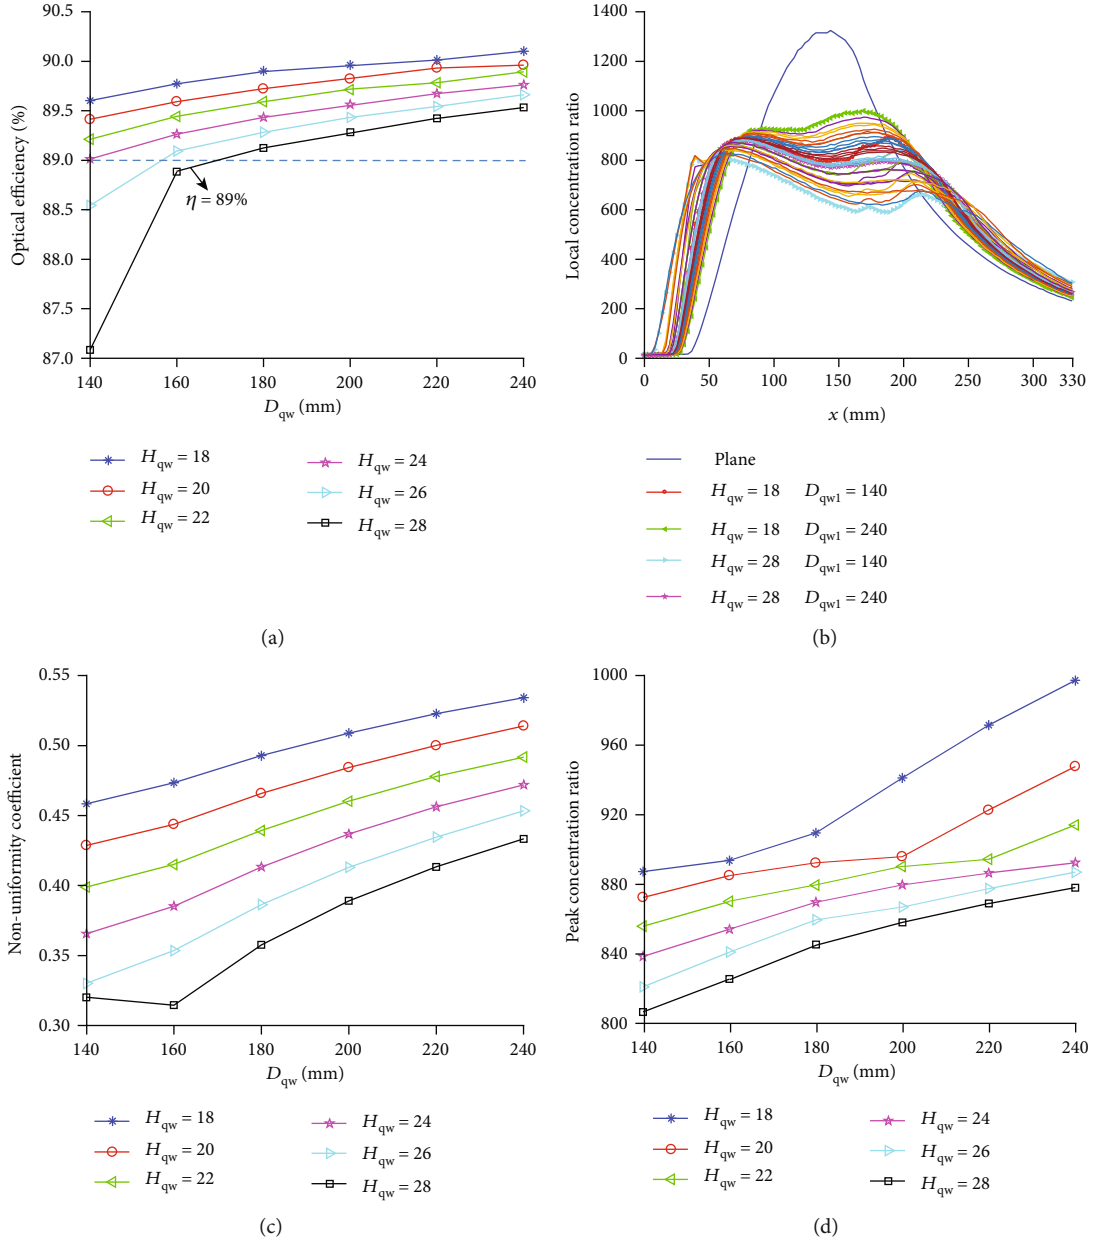 90.5
90.0
89.5
89.0
88.5
88.0
87.5
87.0
Optical efficiency (%)
η = 89%
140 160 180 200 220 240
D_qw (mm)
H_qw = 18
H_qw = 20
H_qw = 22
H_qw = 24
H_qw = 26
H_qw = 28
(a)
1400
1200
1000
800
600
400
200
0
Local concentration ratio
0 50 100 150 200 250 300 330
x (mm)
Plane
H_qw = 18 D_qw1 = 140
H_qw = 18 D_qw1 = 240
H_qw = 28 D_qw1 = 140
H_qw = 28 D_qw1 = 240
(b)
0.55
0.50
0.45
0.40
0.35
0.30
Non-uniformity coefficient
140 160 180 200 220 240
D_qw (mm)
H_qw = 18
H_qw = 20
H_qw = 22
H_qw = 24
H_qw = 26
H_qw = 28
(c)
1000
960
920
880
840
800
Peak concentration ratio
140 160 180 200 220 240
D_qw (mm)
H_qw = 18
H_qw = 20
H_qw = 22
H_qw = 24
H_qw = 26
H_qw = 28
(d)